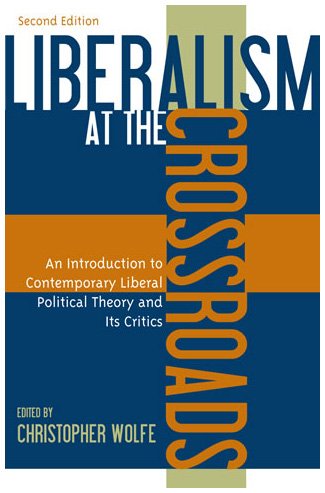 Second Edition
LIBERALISM
AT THE
CROSSROADS
An Introduction to
Contemporary Liberal
Political Theory and
Its Critics
EDITED BY
CHRISTOPHER WOLFE